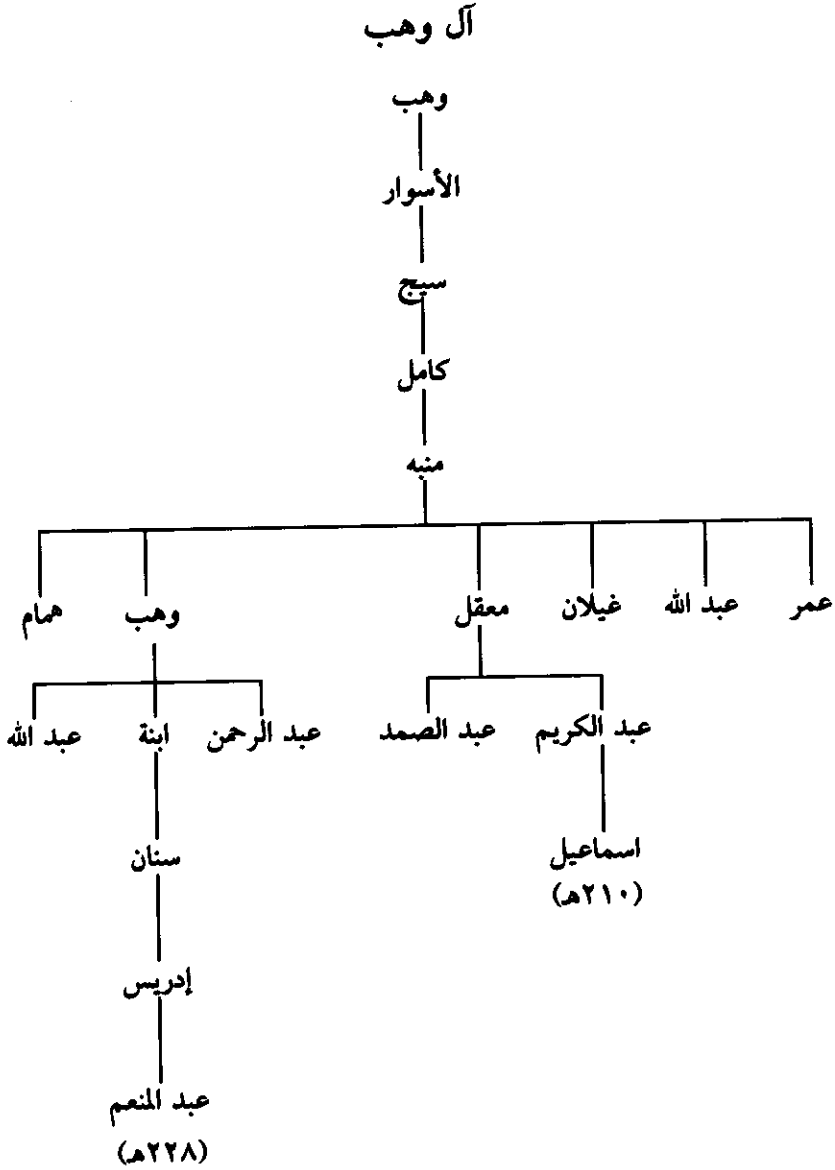 آل وهب
وهب
الأسوار
سيج
كامل
منبه
عمر عبد الله غيلان معقل وهب همام
عبد الكريم عبد الصمد عبد الرحمن ابنة عبد الله
اسماعيل سنان
(٢١٠هـ)
إدريس
عبد المنعم
(٢٢٨هـ)